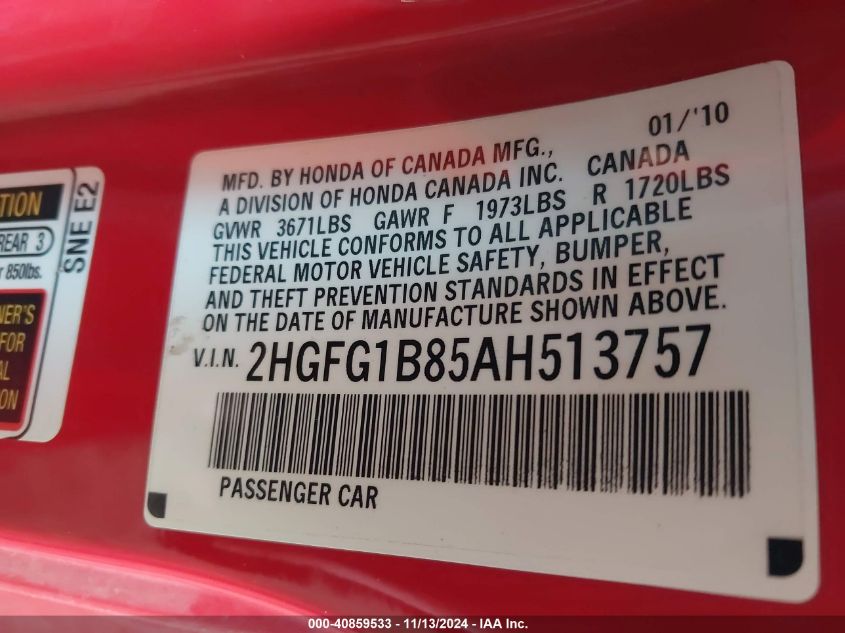 01/'10
MFD. BY HONDA OF CANADA MFG.,
A DIVISION OF HONDA CANADA INC. CANADA
GVWR 3671LBS GAWR F 1973LBS R 1720LBS
THIS VEHICLE CONFORMS TO ALL APPLICABLE
FEDERAL MOTOR VEHICLE SAFETY, BUMPER,
AND THEFT PREVENTION STANDARDS IN EFFECT
ON THE DATE OF MANUFACTURE SHOWN ABOVE.
V.I.N. 2HGFG1B85AH513757
PASSENGER CAR
SNE E2
REAR 3
850lbs.
FOR
000-40859533 - 11/13/2024 - IAA Inc.